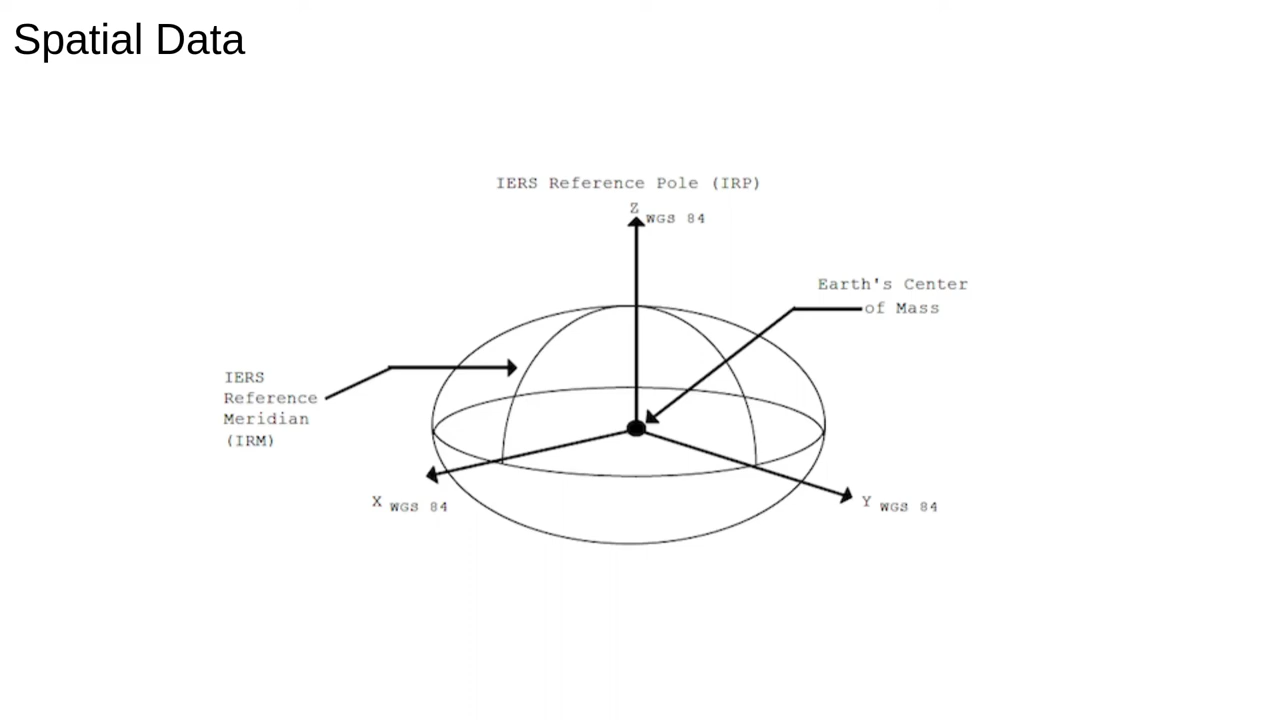 Spatial Data
IERS Reference Pole (IRP)
Z WGS 84
Earth's Center
of Mass
IERS
Reference
Meridian
(IRM)
X WGS 84
Y WGS 84